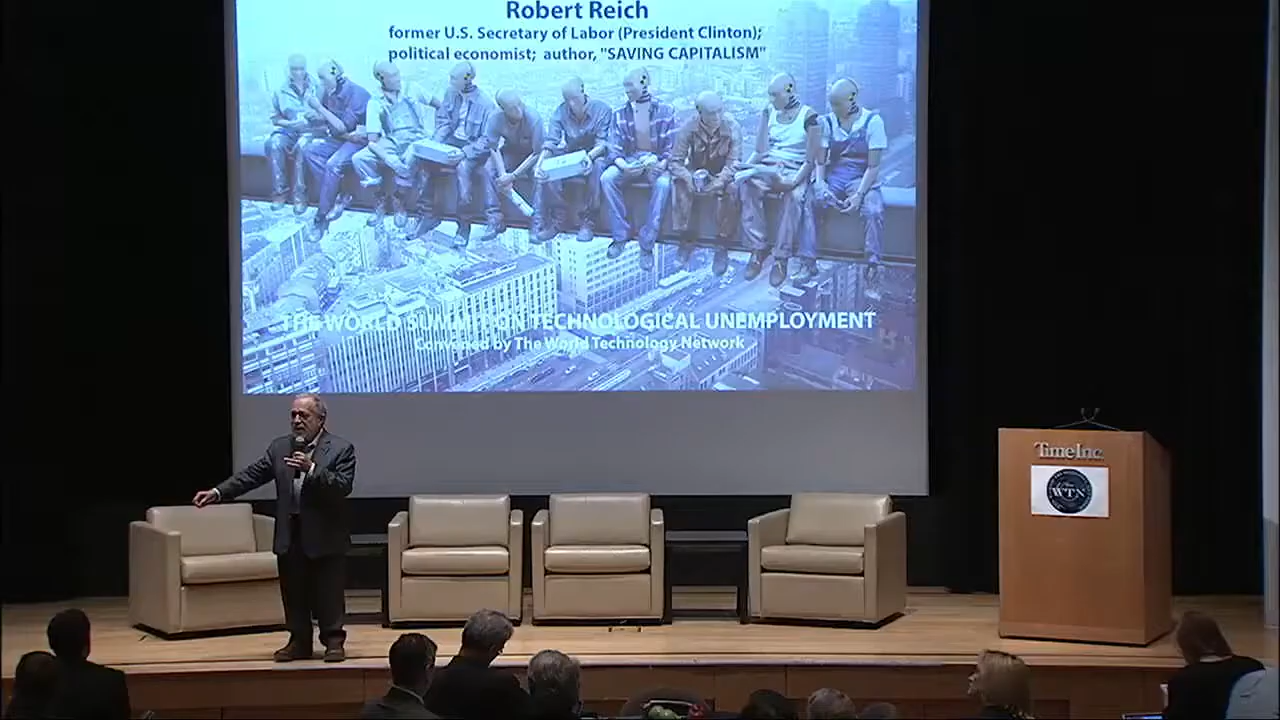 Robert Reich
former U.S. Secretary of Labor (President Clinton);
political economist; author, "SAVING CAPITALISM"
THE WORLD SUMMIT ON TECHNOLOGICAL UNEMPLOYMENT
Convened by The World Technology Network
Time Inc.
WTN